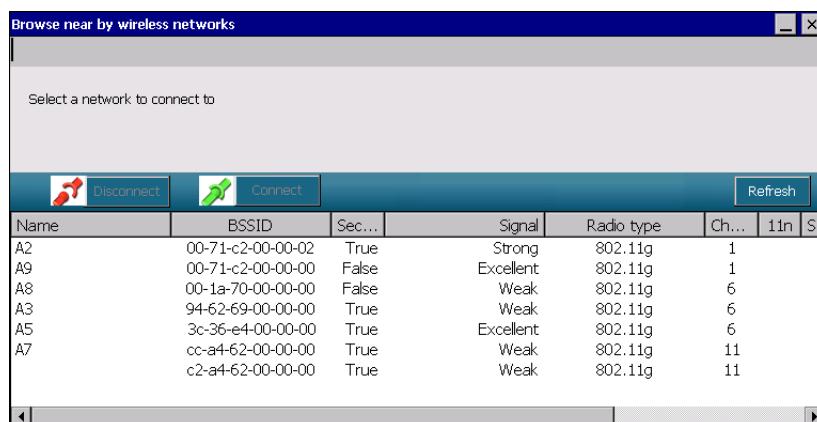 Browse near by wireless networks
Select a network to connect to
Disconnect Connect Refresh
Name BSSID Sec... Signal Radio type Ch... 11n S
A2 00-71-c2-00-00-02 True Strong 802.11g 1
A9 00-71-c2-00-00-00 False Excellent 802.11g 1
A8 00-1a-70-00-00-00 False Weak 802.11g 6
A3 94-62-69-00-00-00 True Weak 802.11g 6
A5 3c-36-e4-00-00-00 True Excellent 802.11g 6
A7 cc-a4-62-00-00-00 True Weak 802.11g 11
c2-a4-62-00-00-00 True Weak 802.11g 11